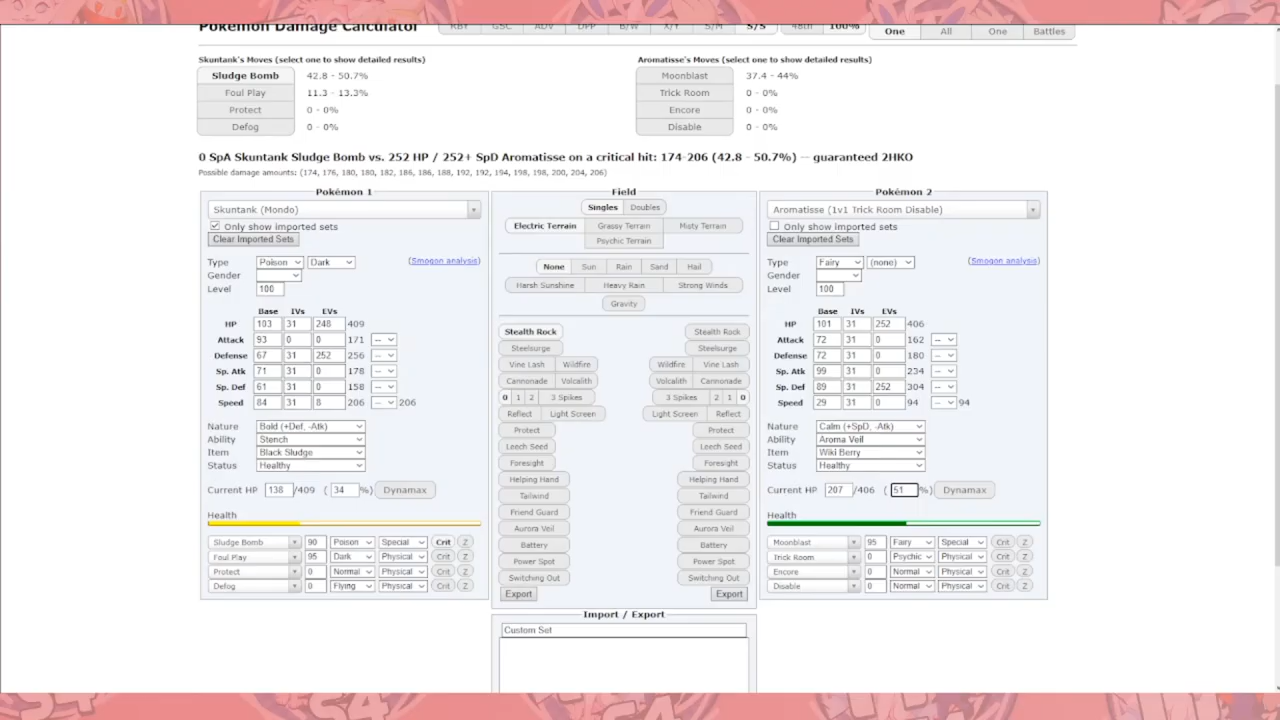 Pokémon Damage Calculator RBY GSC ADV DPP B/W X/Y S/M S/S 48th 100% One All One Battles
Skuntank's Moves (select one to show detailed results) Aromatisse's Moves (select one to show detailed results)
Sludge Bomb 42.8 - 50.7% Moonblast 37.4 - 44%
Foul Play 11.3 - 13.3% Trick Room 0 - 0%
Protect 0 - 0% Encore 0 - 0%
Defog 0 - 0% Disable 0 - 0%
0 SpA Skuntank Sludge Bomb vs. 252 HP / 252+ SpD Aromatisse on a critical hit: 174-206 (42.8 - 50.7%) -- guaranteed 2HKO
Possible damage amounts: (174, 176, 180, 180, 182, 186, 186, 188, 192, 192, 194, 198, 198, 200, 204, 206)
Pokémon 1
Skuntank (Mondo)
Only show imported sets
Clear Imported Sets
Type Poison Dark (Smogon analysis)
Gender
Level 100
Base IVs EVs
HP 103 31 248 409
Attack 93 0 0 171 --
Defense 67 31 252 256 --
Sp. Atk 71 31 0 178 --
Sp. Def 61 31 0 158 --
Speed 84 31 8 206 -- 206
Nature Bold (+Def, -Atk)
Ability Stench
Item Black Sludge
Status Healthy
Current HP 138 /409 ( 34 %) Dynamax
Health
Sludge Bomb 90 Poison Special Crit Z
Foul Play 95 Dark Physical Crit Z
Protect 0 Normal Physical Crit Z
Defog 0 Flying Physical Crit Z
Field
Singles Doubles
Electric Terrain Grassy Terrain Misty Terrain
Psychic Terrain
None Sun Rain Sand Hail
Harsh Sunshine Heavy Rain Strong Winds
Gravity
Stealth Rock Stealth Rock
Steelsurge Steelsurge
Vine Lash Wildfire Wildfire Vine Lash
Cannonade Volcalith Volcalith Cannonade
0 1 2 3 Spikes 3 Spikes 2 1 0
Reflect Light Screen Light Screen Reflect
Protect Protect
Leech Seed Leech Seed
Foresight Foresight
Helping Hand Helping Hand
Tailwind Tailwind
Friend Guard Friend Guard
Aurora Veil Aurora Veil
Battery Battery
Power Spot Power Spot
Switching Out Switching Out
Export Export
Import / Export
Custom Set
Pokémon 2
Aromatisse (1v1 Trick Room Disable)
Only show imported sets
Clear Imported Sets
Type Fairy (none) (Smogon analysis)
Gender
Level 100
Base IVs EVs
HP 101 31 252 406
Attack 72 31 0 162 --
Defense 72 31 0 180 --
Sp. Atk 99 31 0 234 --
Sp. Def 89 31 252 304 --
Speed 29 31 0 94 -- 94
Nature Calm (+SpD, -Atk)
Ability Aroma Veil
Item Wiki Berry
Status Healthy
Current HP 207 /406 ( 51 %) Dynamax
Health
Moonblast 95 Fairy Special Crit Z
Trick Room 0 Psychic Physical Crit Z
Encore 0 Normal Physical Crit Z
Disable 0 Normal Physical Crit Z
S4 S4 S4